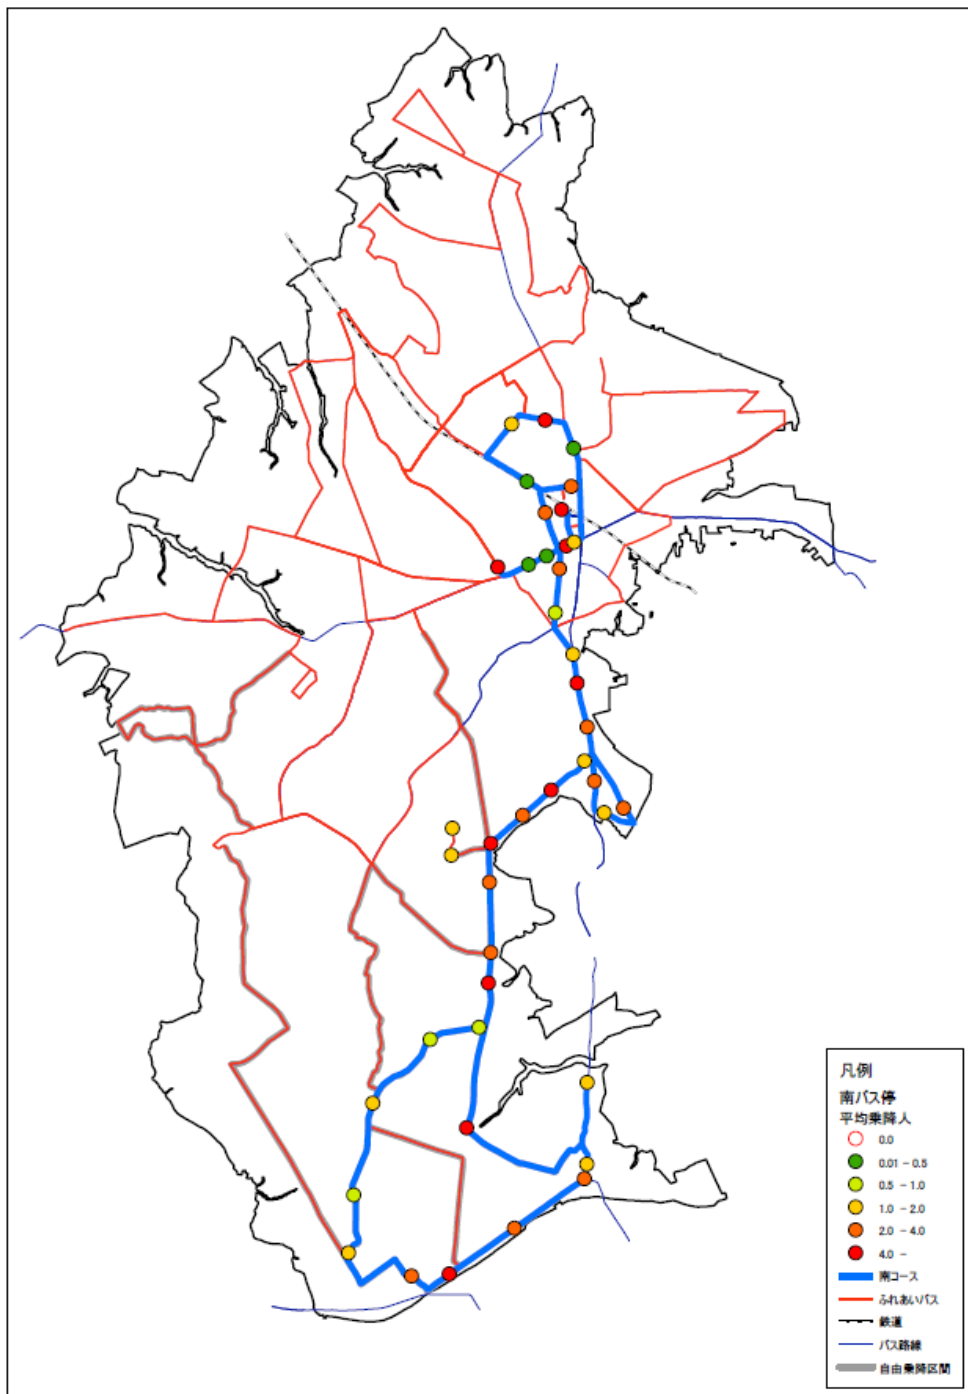 凡例
南バス停
平均乗降人
0.0
0.01 - 0.5
0.5 - 1.0
1.0 - 2.0
2.0 - 4.0
4.0 -
南コース
ふれあいバス
鉄道
バス路線
自由乗降区間